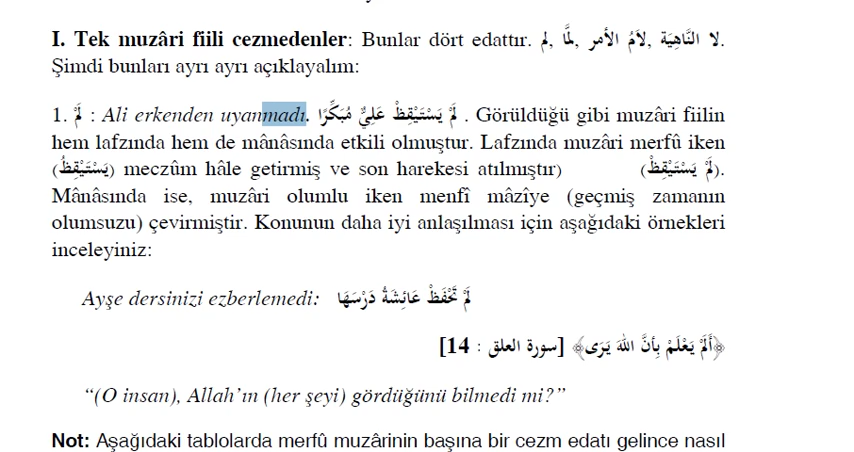 I. Tek muzâri fiili cezmedenler: Bunlar dört edattır. لا النَّاهِيَة, لاَمُ الأمر, لَمَّا, لم.
Şimdi bunları ayrı ayrı açıklayalım:
1. لَمْ : Ali erkenden uyanmadı. لَمْ يَسْتَيْقِظْ عَلِيٌّ مُبَكِّرًا . Görüldüğü gibi muzâri fiilin
hem lafzında hem de mânâsında etkili olmuştur. Lafzında muzâri merfû iken
(يَسْتَيْقِظُ) meczûm hâle getirmiş ve son harekesi atılmıştır) (لَمْ يَسْتَيْقِظْ).
Mânâsında ise, muzâri olumlu iken menfî mâzîye (geçmiş zamanın
olumsuzu) çevirmiştir. Konunun daha iyi anlaşılması için aşağıdaki örnekleri
inceleyiniz:
Ayşe dersinizi ezberlemedi: لَمْ تَحْفَظْ عَائِشَةُ دَرْسَهَا
﴿أَلَمْ يَعْلَمْ بِأنَّ اللهَ يَرَى﴾ [سورة العلق : 14]
“(O insan), Allah’ın (her şeyi) gördüğünü bilmedi mi?”
Not: Aşağıdaki tablolarda merfû muzârinin başına bir cezm edatı gelince nasıl